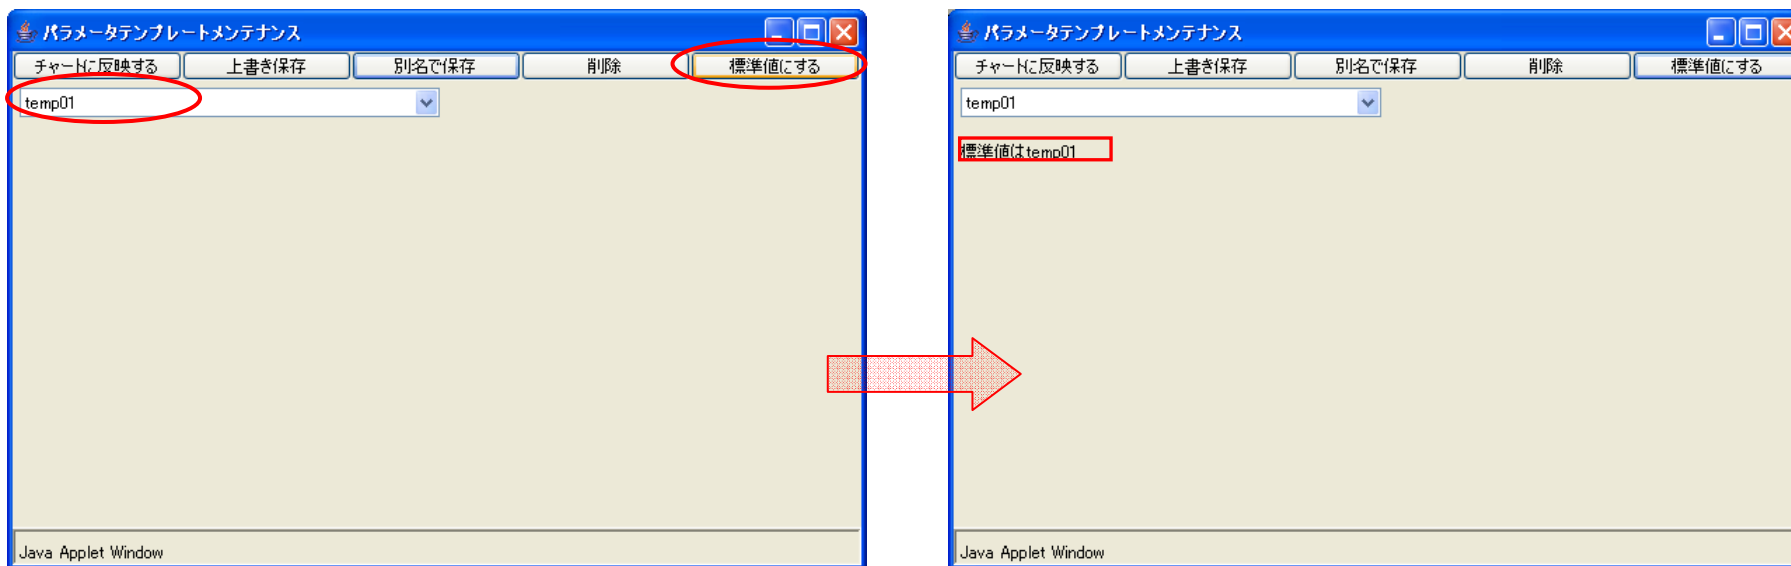 パラメータテンプレートメンテナンス
チャートに反映する 上書き保存 別名で保存 削除 標準値にする
temp01
Java Applet Window
パラメータテンプレートメンテナンス
チャートに反映する 上書き保存 別名で保存 削除 標準値にする
temp01
標準値はtemp01
Java Applet Window